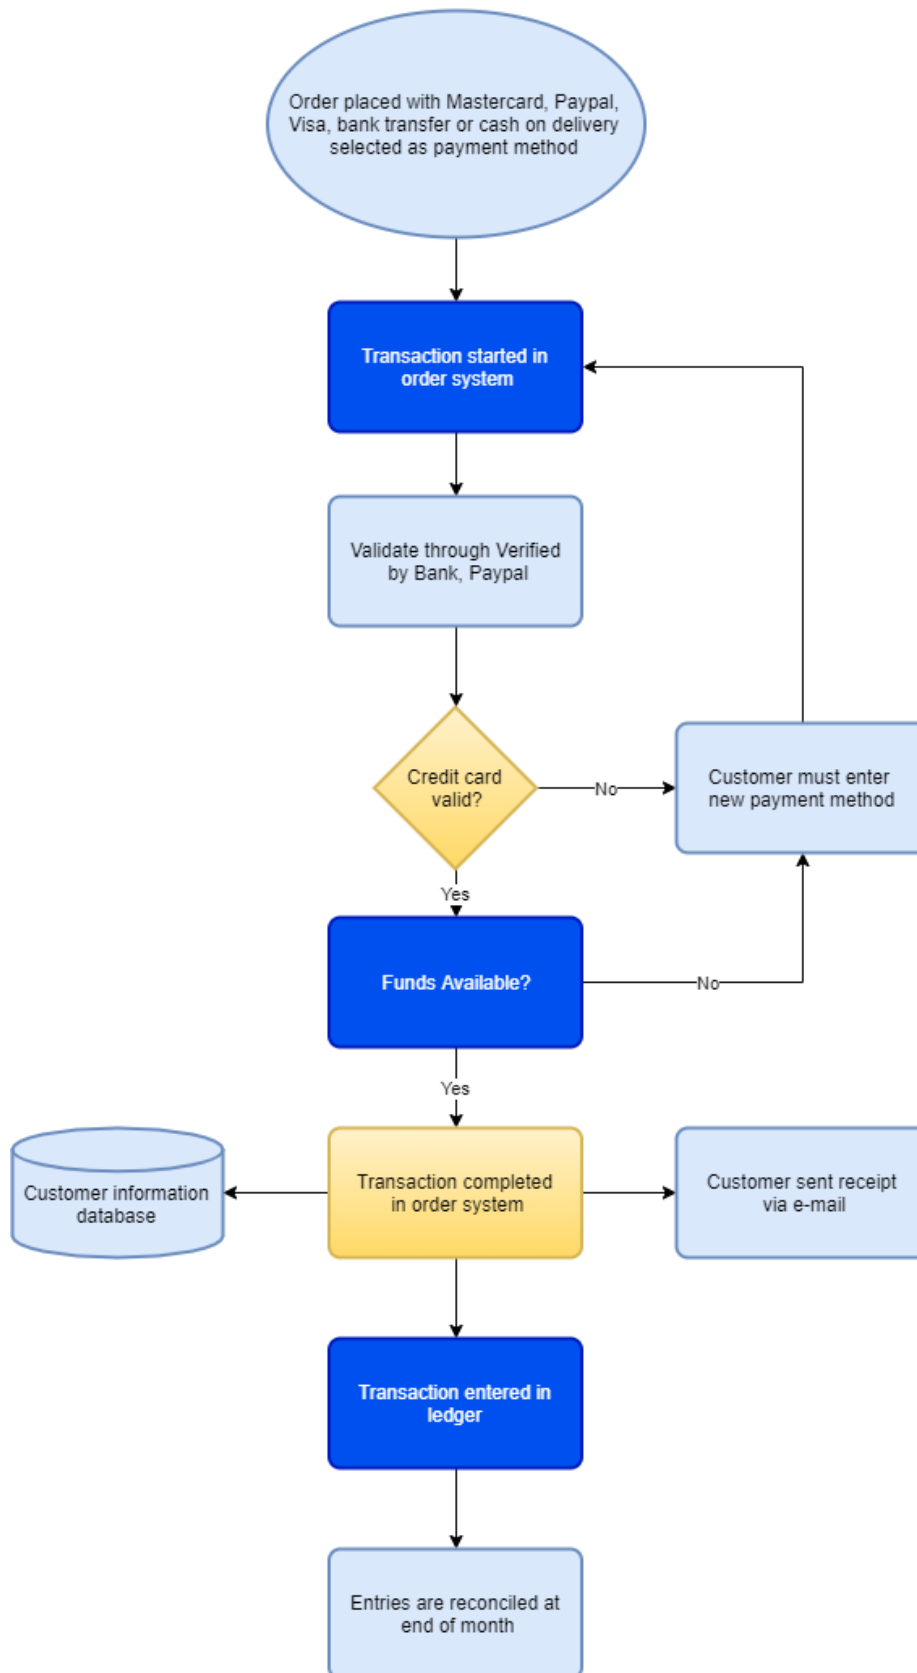 Order placed with Mastercard, Paypal,
Visa, bank transfer or cash on delivery
selected as payment method
Transaction started in
order system
Validate through Verified
by Bank, Paypal
Credit card
valid?
No
Customer must enter
new payment method
Yes
Funds Available?
No
Yes
Customer information
database
Transaction completed
in order system
Customer sent receipt
via e-mail
Transaction entered in
ledger
Entries are reconciled at
end of month